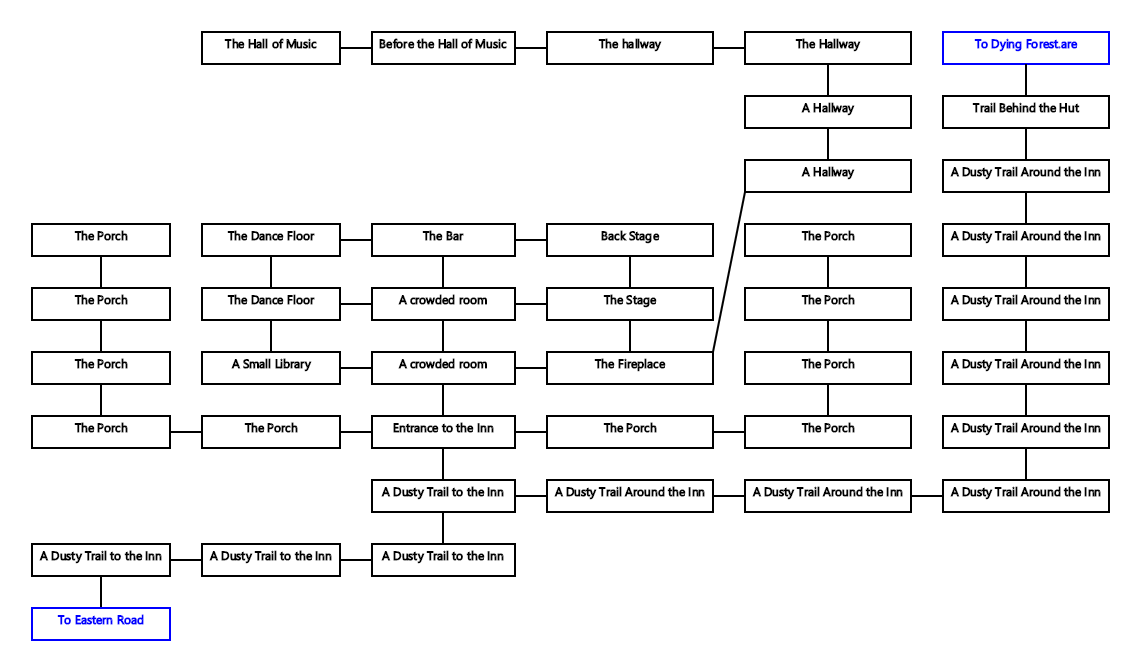 The Hall of Music
Before the Hall of Music
The hallway
The Hallway
To Dying Forest.are
A Hallway
Trail Behind the Hut
A Hallway
A Dusty Trail Around the Inn
The Porch
The Dance Floor
The Bar
Back Stage
The Porch
A Dusty Trail Around the Inn
The Porch
The Dance Floor
A crowded room
The Stage
The Porch
A Dusty Trail Around the Inn
The Porch
A Small Library
A crowded room
The Fireplace
The Porch
A Dusty Trail Around the Inn
The Porch
The Porch
Entrance to the Inn
The Porch
The Porch
A Dusty Trail Around the Inn
A Dusty Trail to the Inn
A Dusty Trail Around the Inn
A Dusty Trail Around the Inn
A Dusty Trail Around the Inn
A Dusty Trail to the Inn
A Dusty Trail to the Inn
A Dusty Trail to the Inn
To Eastern Road